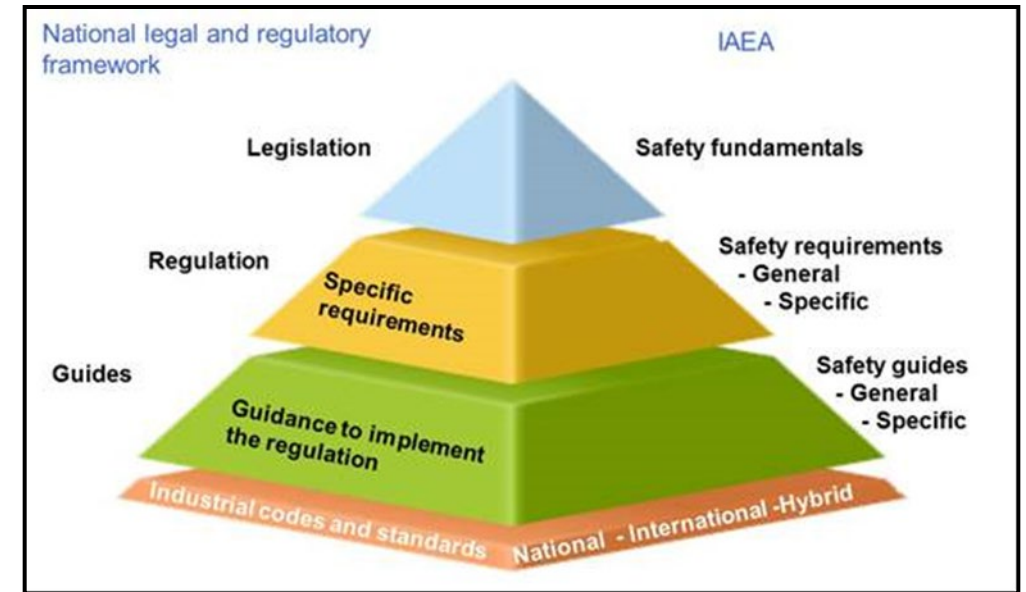 National legal and regulatory
framework
IAEA
Legislation
Safety fundamentals
Regulation
Specific
requirements
Safety requirements
- General
- Specific
Guides
Guidance to implement
the regulation
Safety guides
- General
- Specific
Industrial codes and standards
National - International -Hybrid